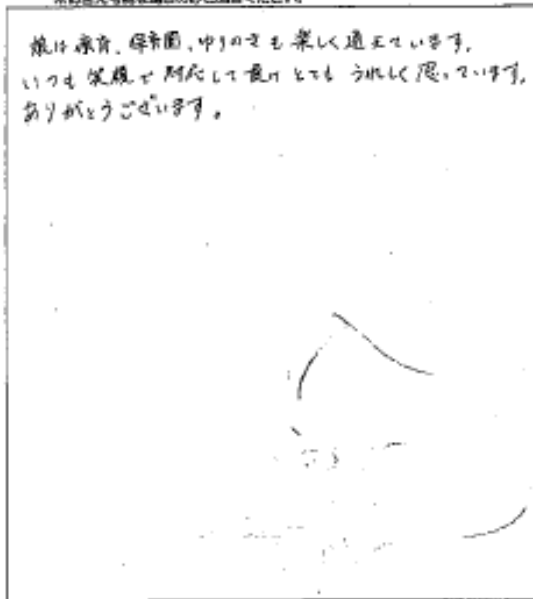 娘は療育、保育園、ゆりのきも楽しく通えています。
いつも笑顔で対応して頂けとてもうれしく思っています。
ありがとうございます。